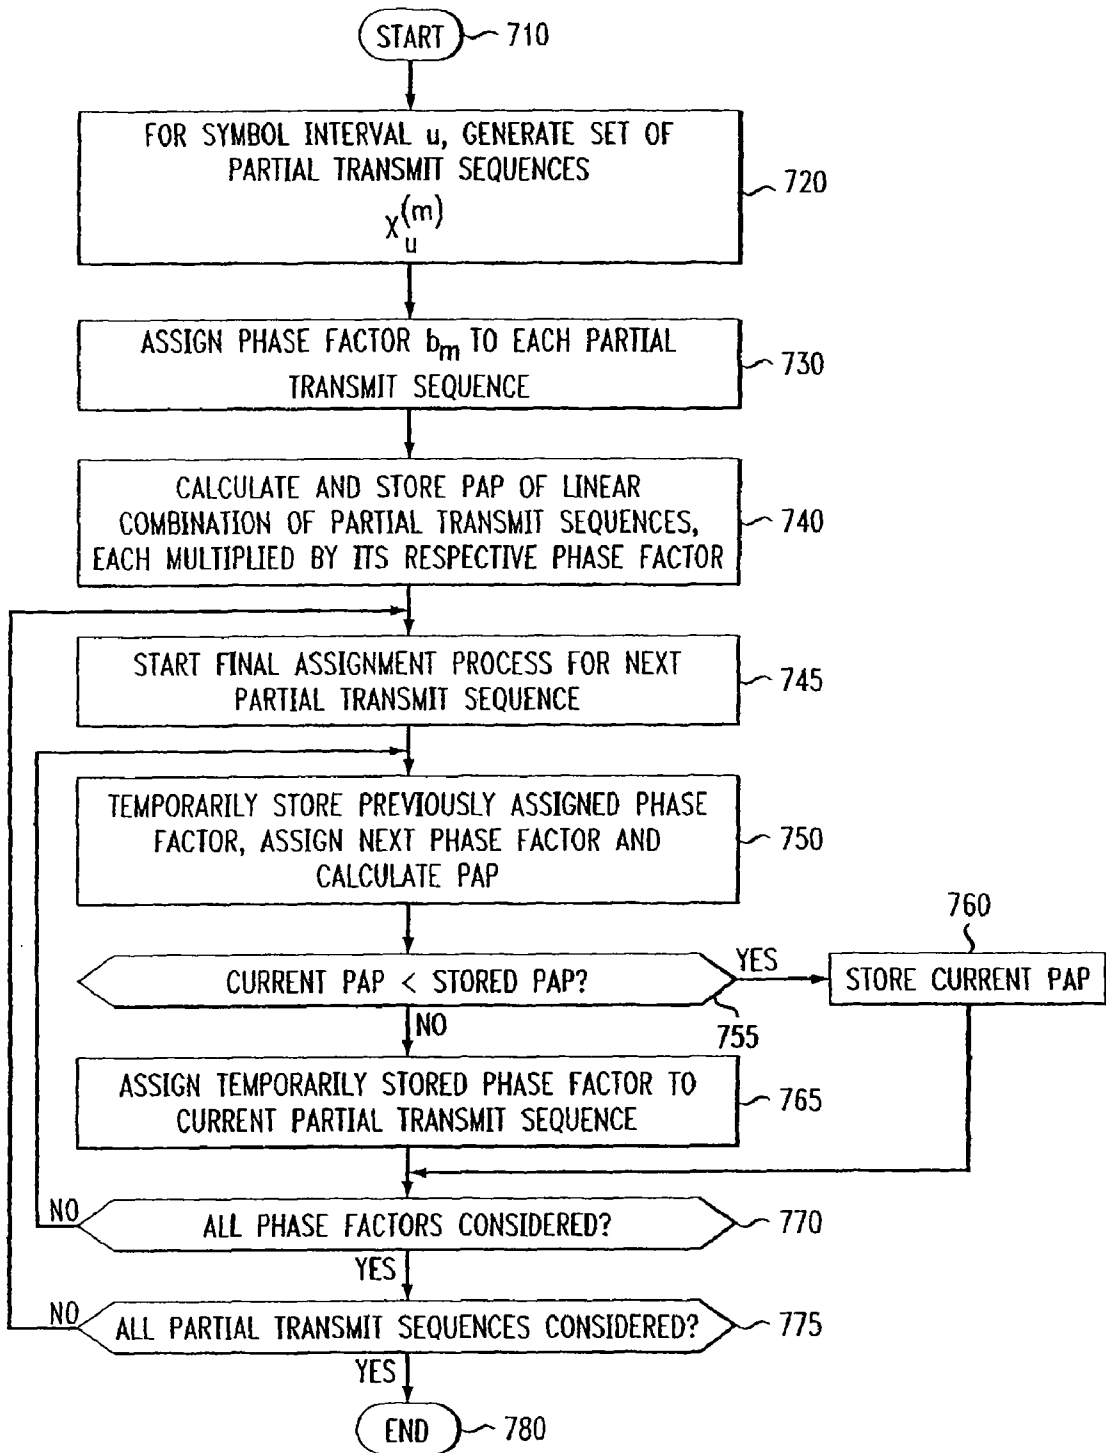 START
710
FOR SYMBOL INTERVAL u, GENERATE SET OF
PARTIAL TRANSMIT SEQUENCES
X_u^(m)
720
ASSIGN PHASE FACTOR b_m TO EACH PARTIAL
TRANSMIT SEQUENCE
730
CALCULATE AND STORE PAP OF LINEAR
COMBINATION OF PARTIAL TRANSMIT SEQUENCES,
EACH MULTIPLIED BY ITS RESPECTIVE PHASE FACTOR
740
START FINAL ASSIGNMENT PROCESS FOR NEXT
PARTIAL TRANSMIT SEQUENCE
745
TEMPORARILY STORE PREVIOUSLY ASSIGNED PHASE
FACTOR, ASSIGN NEXT PHASE FACTOR AND
CALCULATE PAP
750
CURRENT PAP < STORED PAP?
755
YES
760
STORE CURRENT PAP
NO
ASSIGN TEMPORARILY STORED PHASE FACTOR TO
CURRENT PARTIAL TRANSMIT SEQUENCE
765
NO
ALL PHASE FACTORS CONSIDERED?
770
YES
NO
ALL PARTIAL TRANSMIT SEQUENCES CONSIDERED?
775
YES
END
780